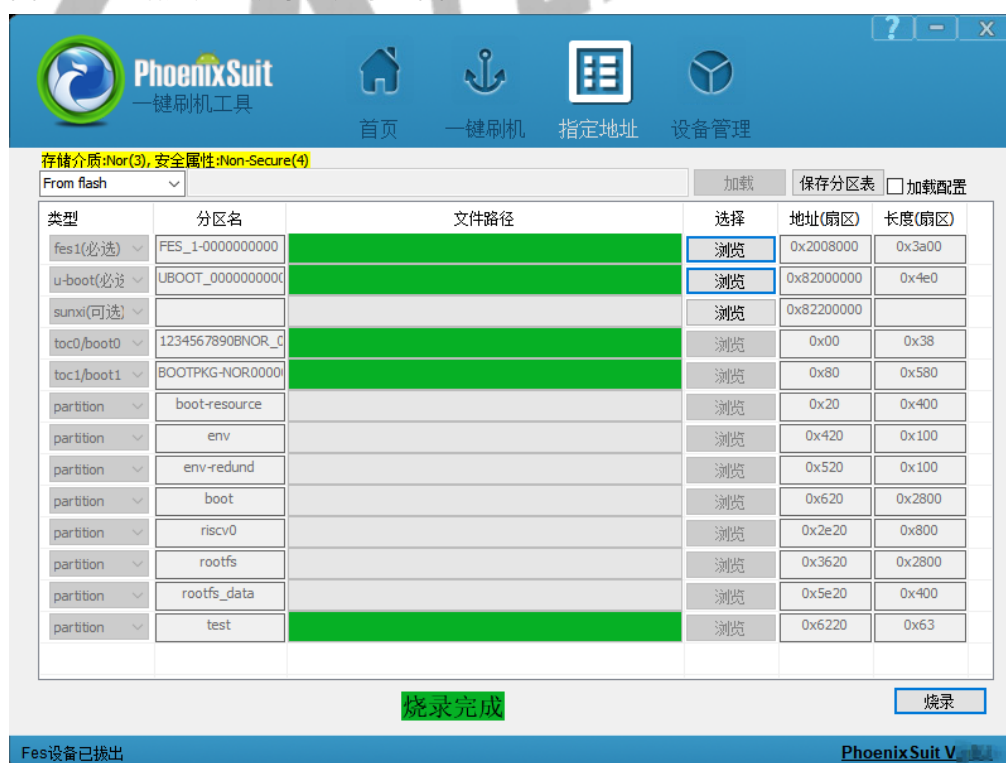 ? — X
PhoenixSuit
一键刷机工具
首页 一键刷机 指定地址 设备管理
存储介质:Nor(3), 安全属性:Non-Secure(4)
From flash 加载 保存分区表 加载配置
类型 分区名 文件路径 选择 地址(扇区) 长度(扇区)
fes1(必选) FES_1-0000000000 浏览 0x2008000 0x3a00
u-boot(必选 UBOOT_0000000000 浏览 0x82000000 0x4e0
sunxi(可选) 浏览 0x82200000
toc0/boot0 1234567890BNOR_0 浏览 0x00 0x38
toc1/boot1 BOOTPKG-NOR0000 浏览 0x80 0x580
partition boot-resource 浏览 0x20 0x400
partition env 浏览 0x420 0x100
partition env-redund 浏览 0x520 0x100
partition boot 浏览 0x620 0x2800
partition riscv0 浏览 0x2e20 0x800
partition rootfs 浏览 0x3620 0x2800
partition rootfs_data 浏览 0x5e20 0x400
partition test 浏览 0x6220 0x63
烧录完成 烧录
Fes设备已拔出 PhoenixSuit V